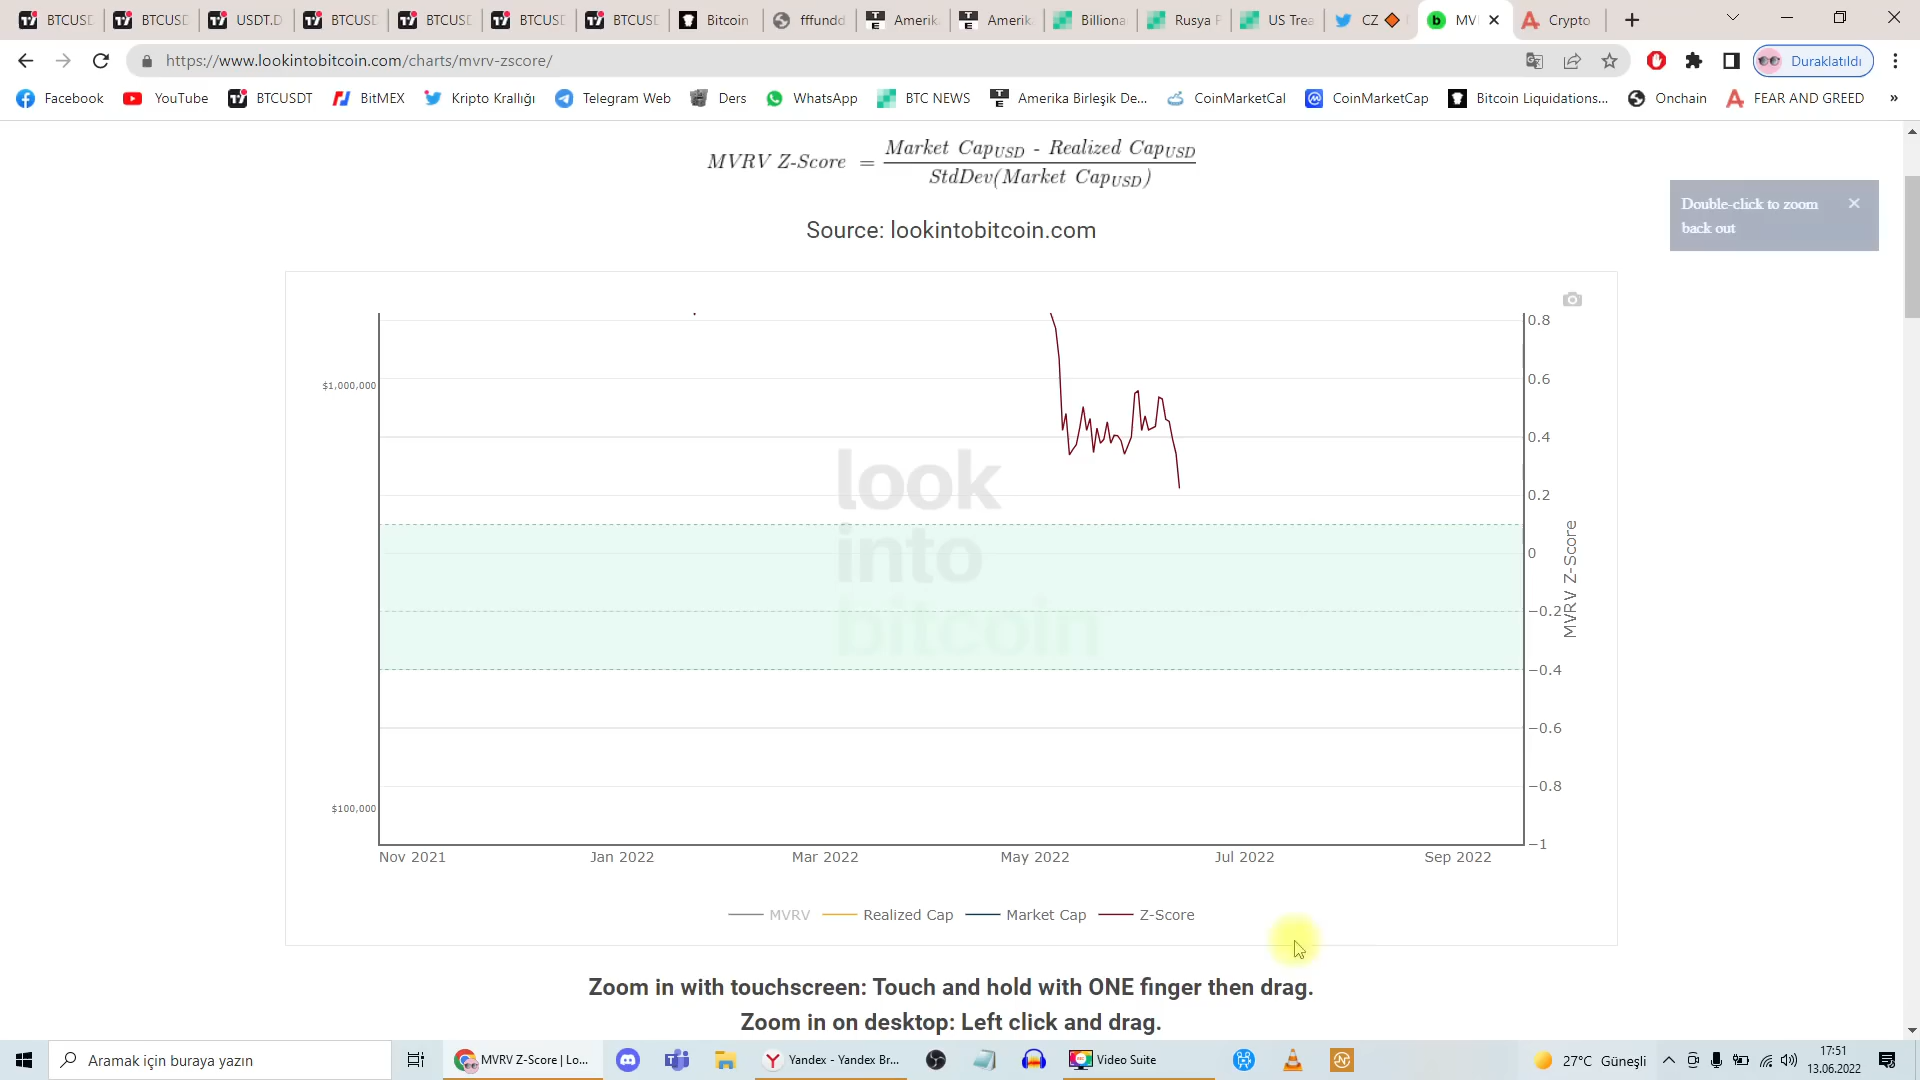 BTCUSD BTCUSD USDT.D BTCUSD BTCUSD BTCUSD BTCUSD Bitcoin fffundd Amerika Amerika Billiona Rusya F US Trea CZ MV Crypto
https://www.lookintobitcoin.com/charts/mvrv-zscore/
Duraklatıldı
Facebook YouTube BTCUSDT BitMEX Kripto Krallığı Telegram Web Ders WhatsApp BTC NEWS Amerika Birleşik De... CoinMarketCal CoinMarketCap Bitcoin Liquidations... Onchain FEAR AND GREED »
MVRV Z-Score = Market CapUSD - Realized CapUSD
StdDev(Market CapUSD)
Double-click to zoom
back out
Source: lookintobitcoin.com
0.8
$1,000,000
0.6
0.4
look
0.2
into
0
bitcoin
−0.2
−0.4
−0.6
−0.8
$100,000
−1
MVRV Z-Score
Nov 2021 Jan 2022 Mar 2022 May 2022 Jul 2022 Sep 2022
MVRV Realized Cap Market Cap Z-Score
Zoom in with touchscreen: Touch and hold with ONE finger then drag.
Zoom in on desktop: Left click and drag.
Aramak için buraya yazın
MVRV Z-Score | Lo...
Yandex - Yandex Br...
Video Suite
27°C Güneşli
17:51
13.06.2022